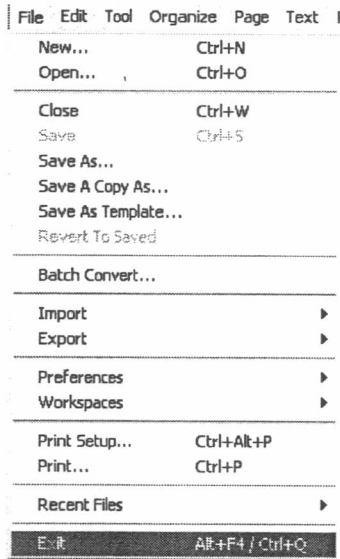 File Edit Tool Organize Page Text
New... Ctrl+N
Open... Ctrl+O
Close Ctrl+W
Save Ctrl+S
Save As...
Save A Copy As...
Save As Template...
Revert To Saved
Batch Convert...
Import
Export
Preferences
Workspaces
Print Setup... Ctrl+Alt+P
Print... Ctrl+P
Recent Files
Exit Alt+F4 / Ctrl+Q